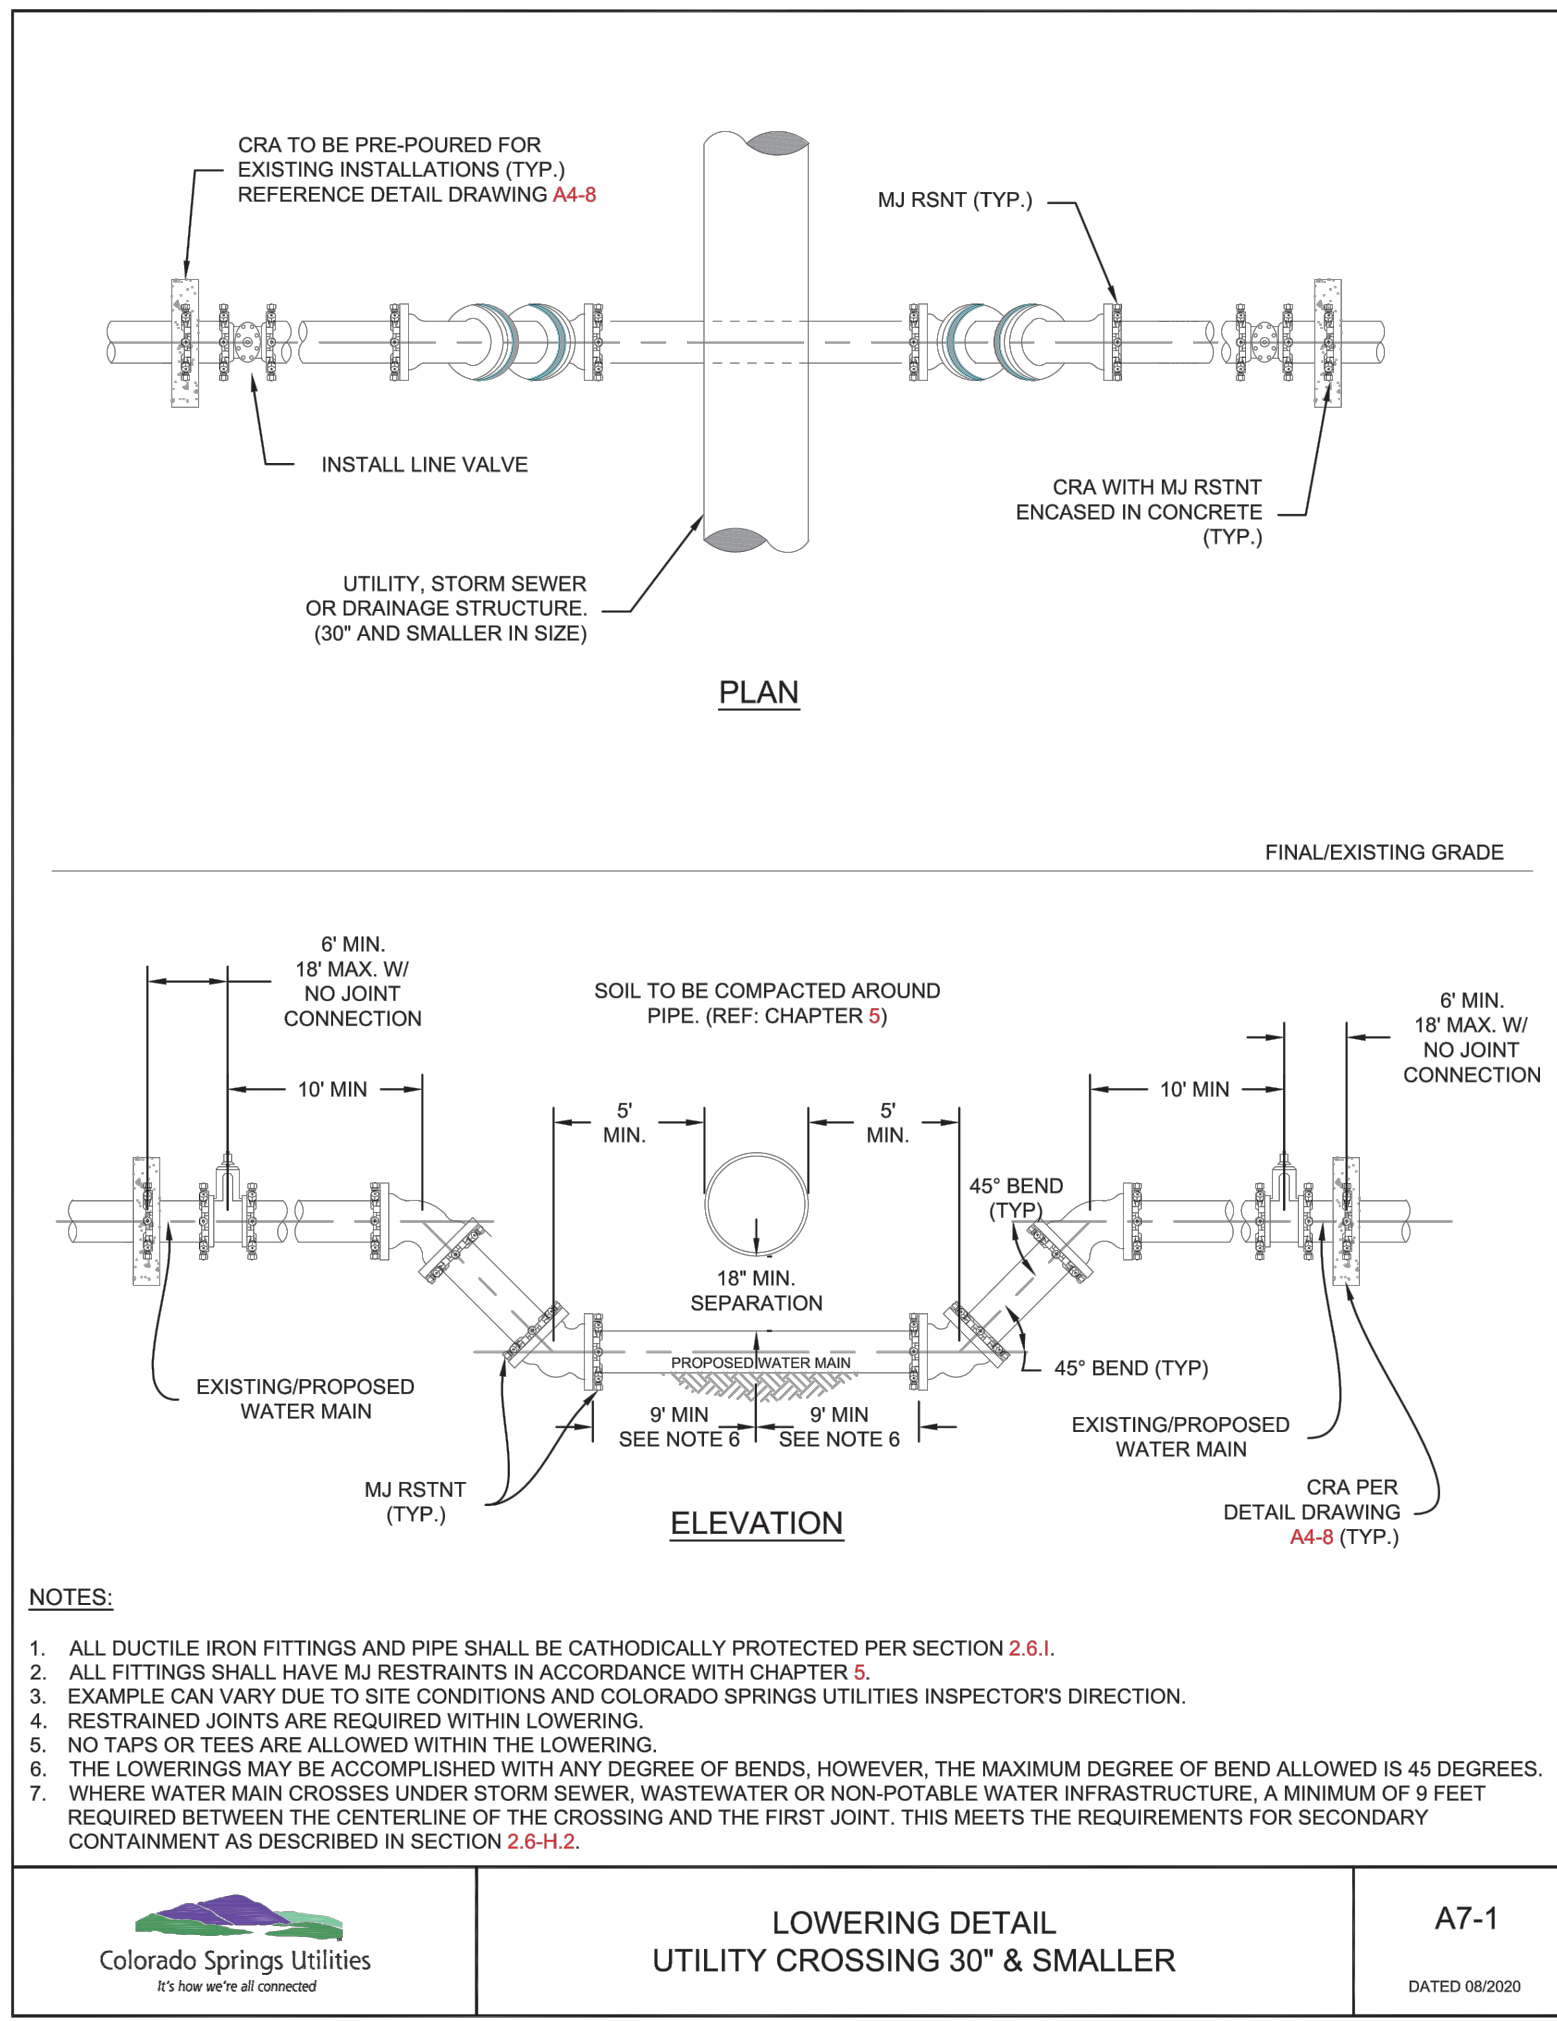 CRA TO BE PRE-POURED FOR
EXISTING INSTALLATIONS (TYP.)
REFERENCE DETAIL DRAWING A4-8
MJ RSNT (TYP.)
INSTALL LINE VALVE
CRA WITH MJ RSTNT
ENCASED IN CONCRETE
(TYP.)
UTILITY, STORM SEWER
OR DRAINAGE STRUCTURE.
(30" AND SMALLER IN SIZE)
PLAN
FINAL/EXISTING GRADE
6' MIN.
18' MAX. W/
NO JOINT
CONNECTION
SOIL TO BE COMPACTED AROUND
PIPE. (REF: CHAPTER 5)
6' MIN.
18' MAX. W/
NO JOINT
CONNECTION
10' MIN
10' MIN
5'
MIN.
5'
MIN.
45° BEND
(TYP)
18" MIN.
SEPARATION
PROPOSED WATER MAIN
45° BEND (TYP)
EXISTING/PROPOSED
WATER MAIN
9' MIN
SEE NOTE 6
9' MIN
SEE NOTE 6
EXISTING/PROPOSED
WATER MAIN
MJ RSTNT
(TYP.)
CRA PER
DETAIL DRAWING
A4-8 (TYP.)
ELEVATION
NOTES:
1. ALL DUCTILE IRON FITTINGS AND PIPE SHALL BE CATHODICALLY PROTECTED PER SECTION 2.6.I.
2. ALL FITTINGS SHALL HAVE MJ RESTRAINTS IN ACCORDANCE WITH CHAPTER 5.
3. EXAMPLE CAN VARY DUE TO SITE CONDITIONS AND COLORADO SPRINGS UTILITIES INSPECTOR'S DIRECTION.
4. RESTRAINED JOINTS ARE REQUIRED WITHIN LOWERING.
5. NO TAPS OR TEES ARE ALLOWED WITHIN THE LOWERING.
6. THE LOWERINGS MAY BE ACCOMPLISHED WITH ANY DEGREE OF BENDS, HOWEVER, THE MAXIMUM DEGREE OF BEND ALLOWED IS 45 DEGREES.
7. WHERE WATER MAIN CROSSES UNDER STORM SEWER, WASTEWATER OR NON-POTABLE WATER INFRASTRUCTURE, A MINIMUM OF 9 FEET
REQUIRED BETWEEN THE CENTERLINE OF THE CROSSING AND THE FIRST JOINT. THIS MEETS THE REQUIREMENTS FOR SECONDARY
CONTAINMENT AS DESCRIBED IN SECTION 2.6-H.2.
Colorado Springs Utilities
It's how we're all connected
LOWERING DETAIL
UTILITY CROSSING 30" & SMALLER
A7-1
DATED 08/2020